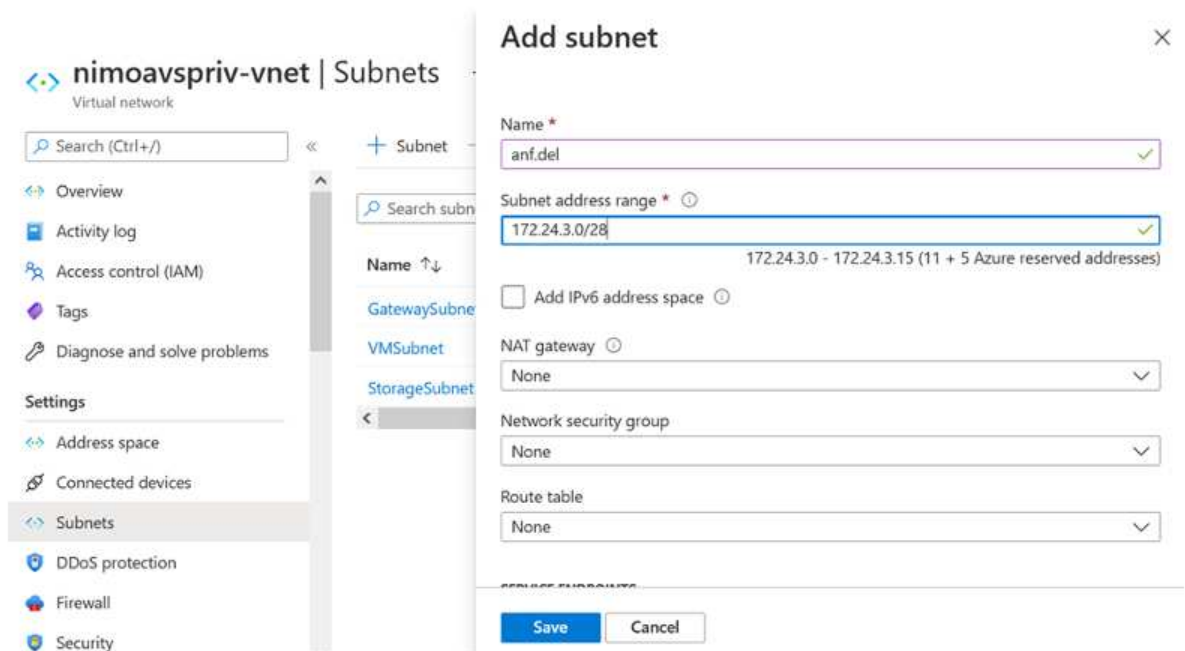 nimoavspriv-vnet | Subnets
Virtual network
Search (Ctrl+/)
«
Overview
Activity log
Access control (IAM)
Tags
Diagnose and solve problems
Settings
Address space
Connected devices
Subnets
DDoS protection
Firewall
Security
+ Subnet
Search subn
Name ↑↓
GatewaySubne
VMSubnet
StorageSubnet
Add subnet
Name *
anf.del
Subnet address range *
172.24.3.0/28
172.24.3.0 - 172.24.3.15 (11 + 5 Azure reserved addresses)
Add IPv6 address space
NAT gateway
None
Network security group
None
Route table
None
SERVICE ENDPOINTS
Save
Cancel